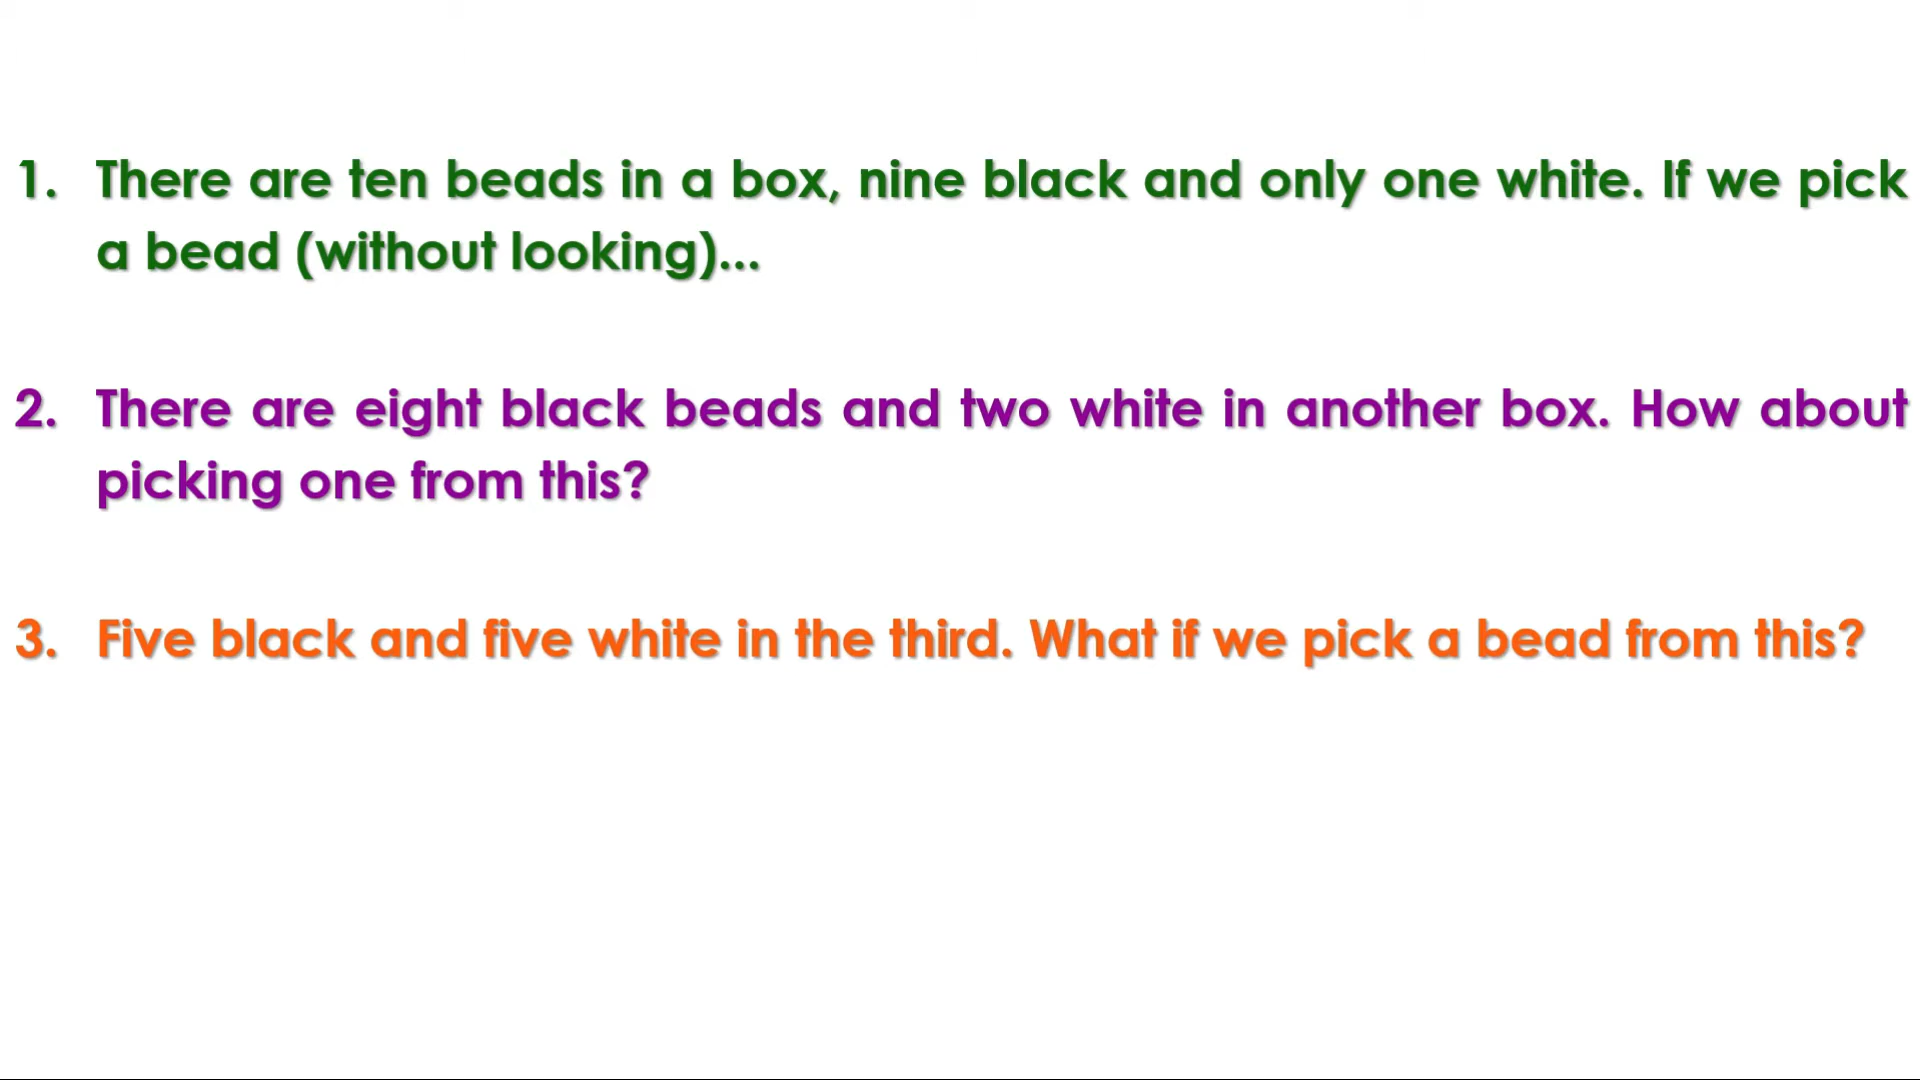 1. There are ten beads in a box, nine black and only one white. If we pick
a bead (without looking)...
2. There are eight black beads and two white in another box. How about
picking one from this?
3. Five black and five white in the third. What if we pick a bead from this?